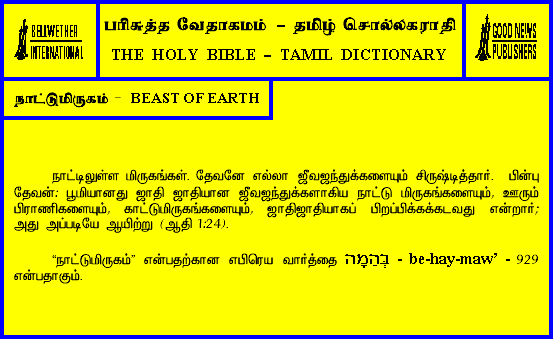 BELLWETHER
INTERNATIONAL
பரிசுத்த வேதாகமம் – தமிழ் சொல்லகராதி
THE HOLY BIBLE – TAMIL DICTIONARY
GOOD NEWS
PUBLISHERS
நாட்டுமிருகம் – BEAST OF EARTH
நாட்டிலுள்ள மிருகங்கள். தேவனே எல்லா ஜீவஜந்துக்களையும் சிருஷ்டித்தார். பின்பு
தேவன்: பூமியானது ஜாதி ஜாதியான ஜீவஜந்துக்களாகிய நாட்டு மிருகங்களையும், ஊரும்
பிராணிகளையும், காட்டுமிருகங்களையும், ஜாதிஜாதியாகப் பிறப்பிக்கக்கடவது என்றார்;
அது அப்படியே ஆயிற்று (ஆதி 1:24).
“நாட்டுமிருகம்” என்பதற்கான எபிரெய வார்த்தை בְּהֵמָה - be-hay-maw’ - 929
என்பதாகும்.